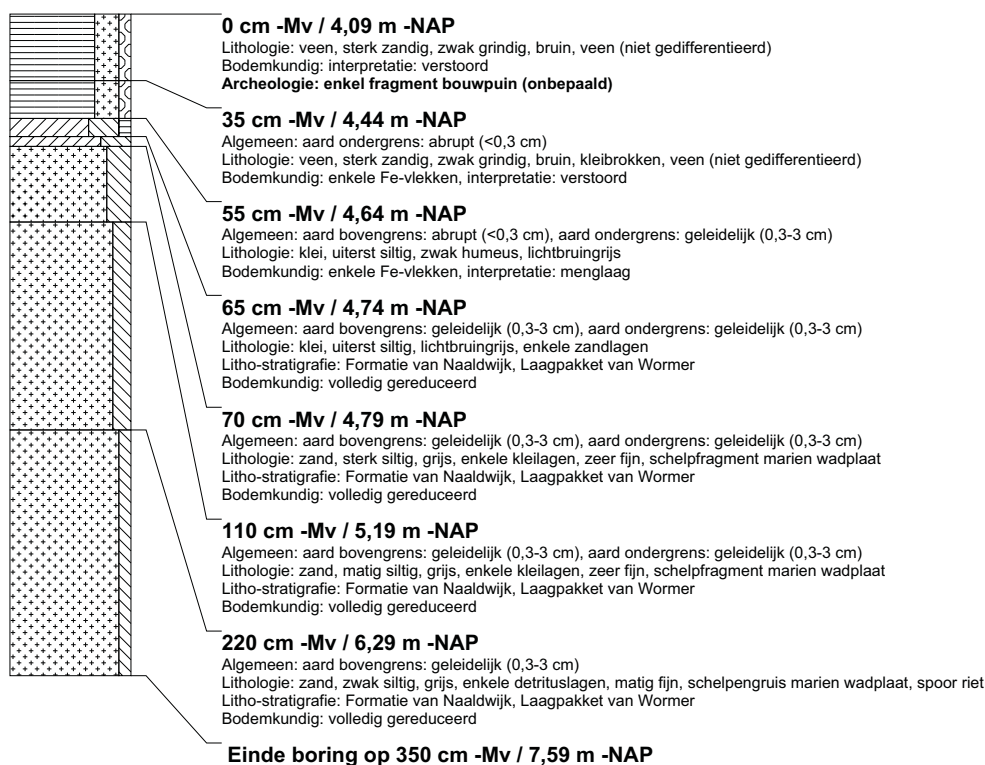 0 cm -Mv / 4,09 m -NAP
Lithologie: veen, sterk zandig, zwak grindig, bruin, veen (niet gedifferentieerd)
Bodemkundig: interpretatie: verstoord
Archeologie: enkel fragment bouwpuin (onbepaald)
35 cm -Mv / 4,44 m -NAP
Algemeen: aard ondergrens: abrupt (<0,3 cm)
Lithologie: veen, sterk zandig, zwak grindig, bruin, kleibrokken, veen (niet gedifferentieerd)
Bodemkundig: enkele Fe-vlekken, interpretatie: verstoord
55 cm -Mv / 4,64 m -NAP
Algemeen: aard bovengrens: abrupt (<0,3 cm), aard ondergrens: geleidelijk (0,3-3 cm)
Lithologie: klei, uiterst siltig, zwak humeus, lichtbruingrijs
Bodemkundig: enkele Fe-vlekken, interpretatie: menglaag
65 cm -Mv / 4,74 m -NAP
Algemeen: aard bovengrens: geleidelijk (0,3-3 cm), aard ondergrens: geleidelijk (0,3-3 cm)
Lithologie: klei, uiterst siltig, lichtbruingrijs, enkele zandlagen
Litho-stratigrafie: Formatie van Naaldwijk, Laagpakket van Wormer
Bodemkundig: volledig gereduceerd
70 cm -Mv / 4,79 m -NAP
Algemeen: aard bovengrens: geleidelijk (0,3-3 cm), aard ondergrens: geleidelijk (0,3-3 cm)
Lithologie: zand, sterk siltig, grijs, enkele kleilagen, zeer fijn, schelpfragment marien wadplaat
Litho-stratigrafie: Formatie van Naaldwijk, Laagpakket van Wormer
Bodemkundig: volledig gereduceerd
110 cm -Mv / 5,19 m -NAP
Algemeen: aard bovengrens: geleidelijk (0,3-3 cm), aard ondergrens: geleidelijk (0,3-3 cm)
Lithologie: zand, matig siltig, grijs, enkele kleilagen, zeer fijn, schelpfragment marien wadplaat
Litho-stratigrafie: Formatie van Naaldwijk, Laagpakket van Wormer
Bodemkundig: volledig gereduceerd
220 cm -Mv / 6,29 m -NAP
Algemeen: aard bovengrens: geleidelijk (0,3-3 cm)
Lithologie: zand, zwak siltig, grijs, enkele detrituslagen, matig fijn, schelpengruis marien wadplaat, spoor riet
Litho-stratigrafie: Formatie van Naaldwijk, Laagpakket van Wormer
Bodemkundig: volledig gereduceerd
Einde boring op 350 cm -Mv / 7,59 m -NAP